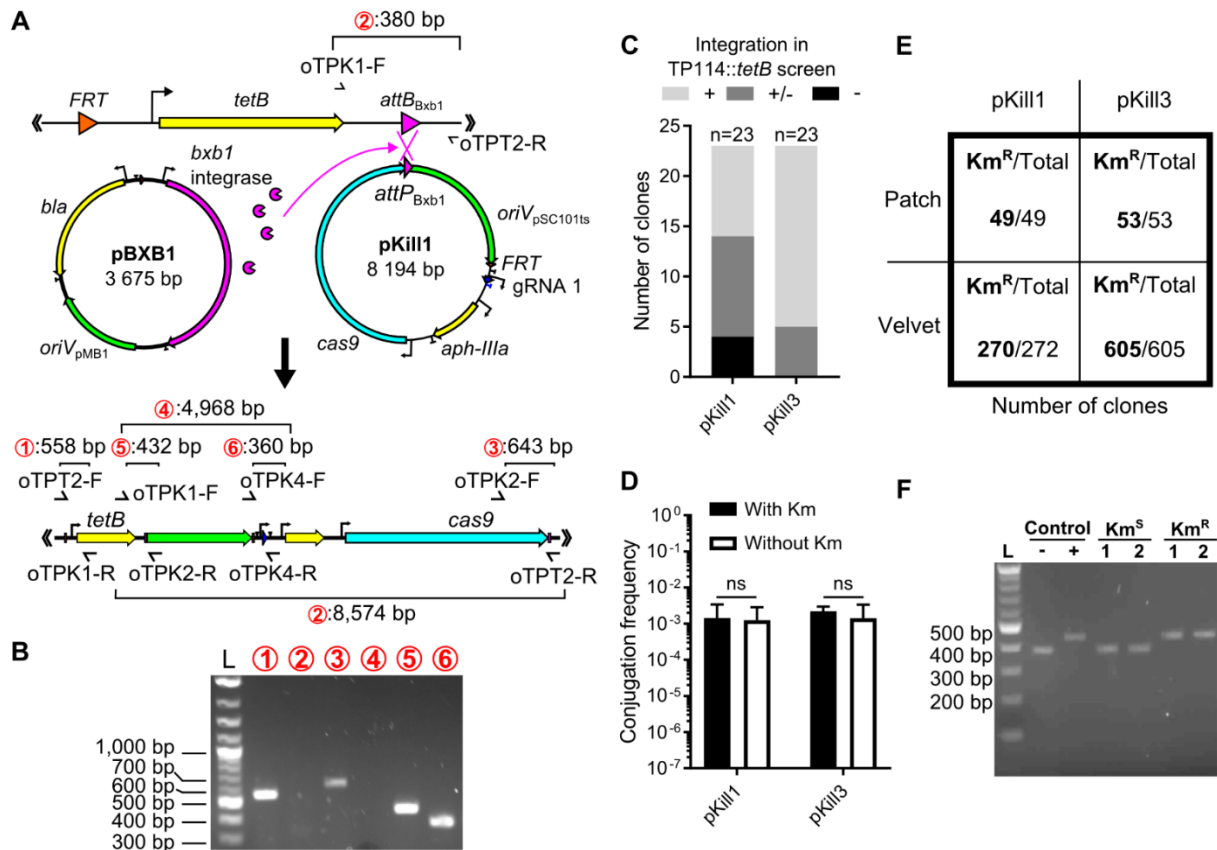 A
②:380 bp
oTPK1-F
FRT
tetB
attB Bxb1
oTPT2-R
bxb1
integrase
bla
attP Bxb1
oriV pSC101ts
pBXB1
3 675 bp
pKill1
8 194 bp
FRT
gRNA 1
oriV pMB1
cas9
aph-IIIa
④:4,968 bp
①:558 bp
⑤:432 bp
⑥:360 bp
③:643 bp
oTPT2-F
oTPK1-F
oTPK4-F
oTPK2-F
tetB
cas9
oTPK1-R
oTPK2-R
oTPK4-R
oTPT2-R
②:8,574 bp
B
L ① ② ③ ④ ⑤ ⑥
1,000 bp
700 bp
600 bp
500 bp
400 bp
300 bp
C
Integration in
TP114::tetB screen
+ +/- -
n=23 n=23
25
20
15
10
5
0
Number of clones
pKill1 pKill3
D
With Km
Without Km
ns ns
10^0
10^-1
10^-2
10^-3
10^-4
10^-5
10^-6
10^-7
Conjugation frequency
pKill1 pKill3
E
pKill1 pKill3
Patch
Km^R/Total Km^R/Total
49/49 53/53
Velvet
Km^R/Total Km^R/Total
270/272 605/605
Number of clones
F
Control Km^S Km^R
L - + 1 2 1 2
500 bp
400 bp
300 bp
200 bp